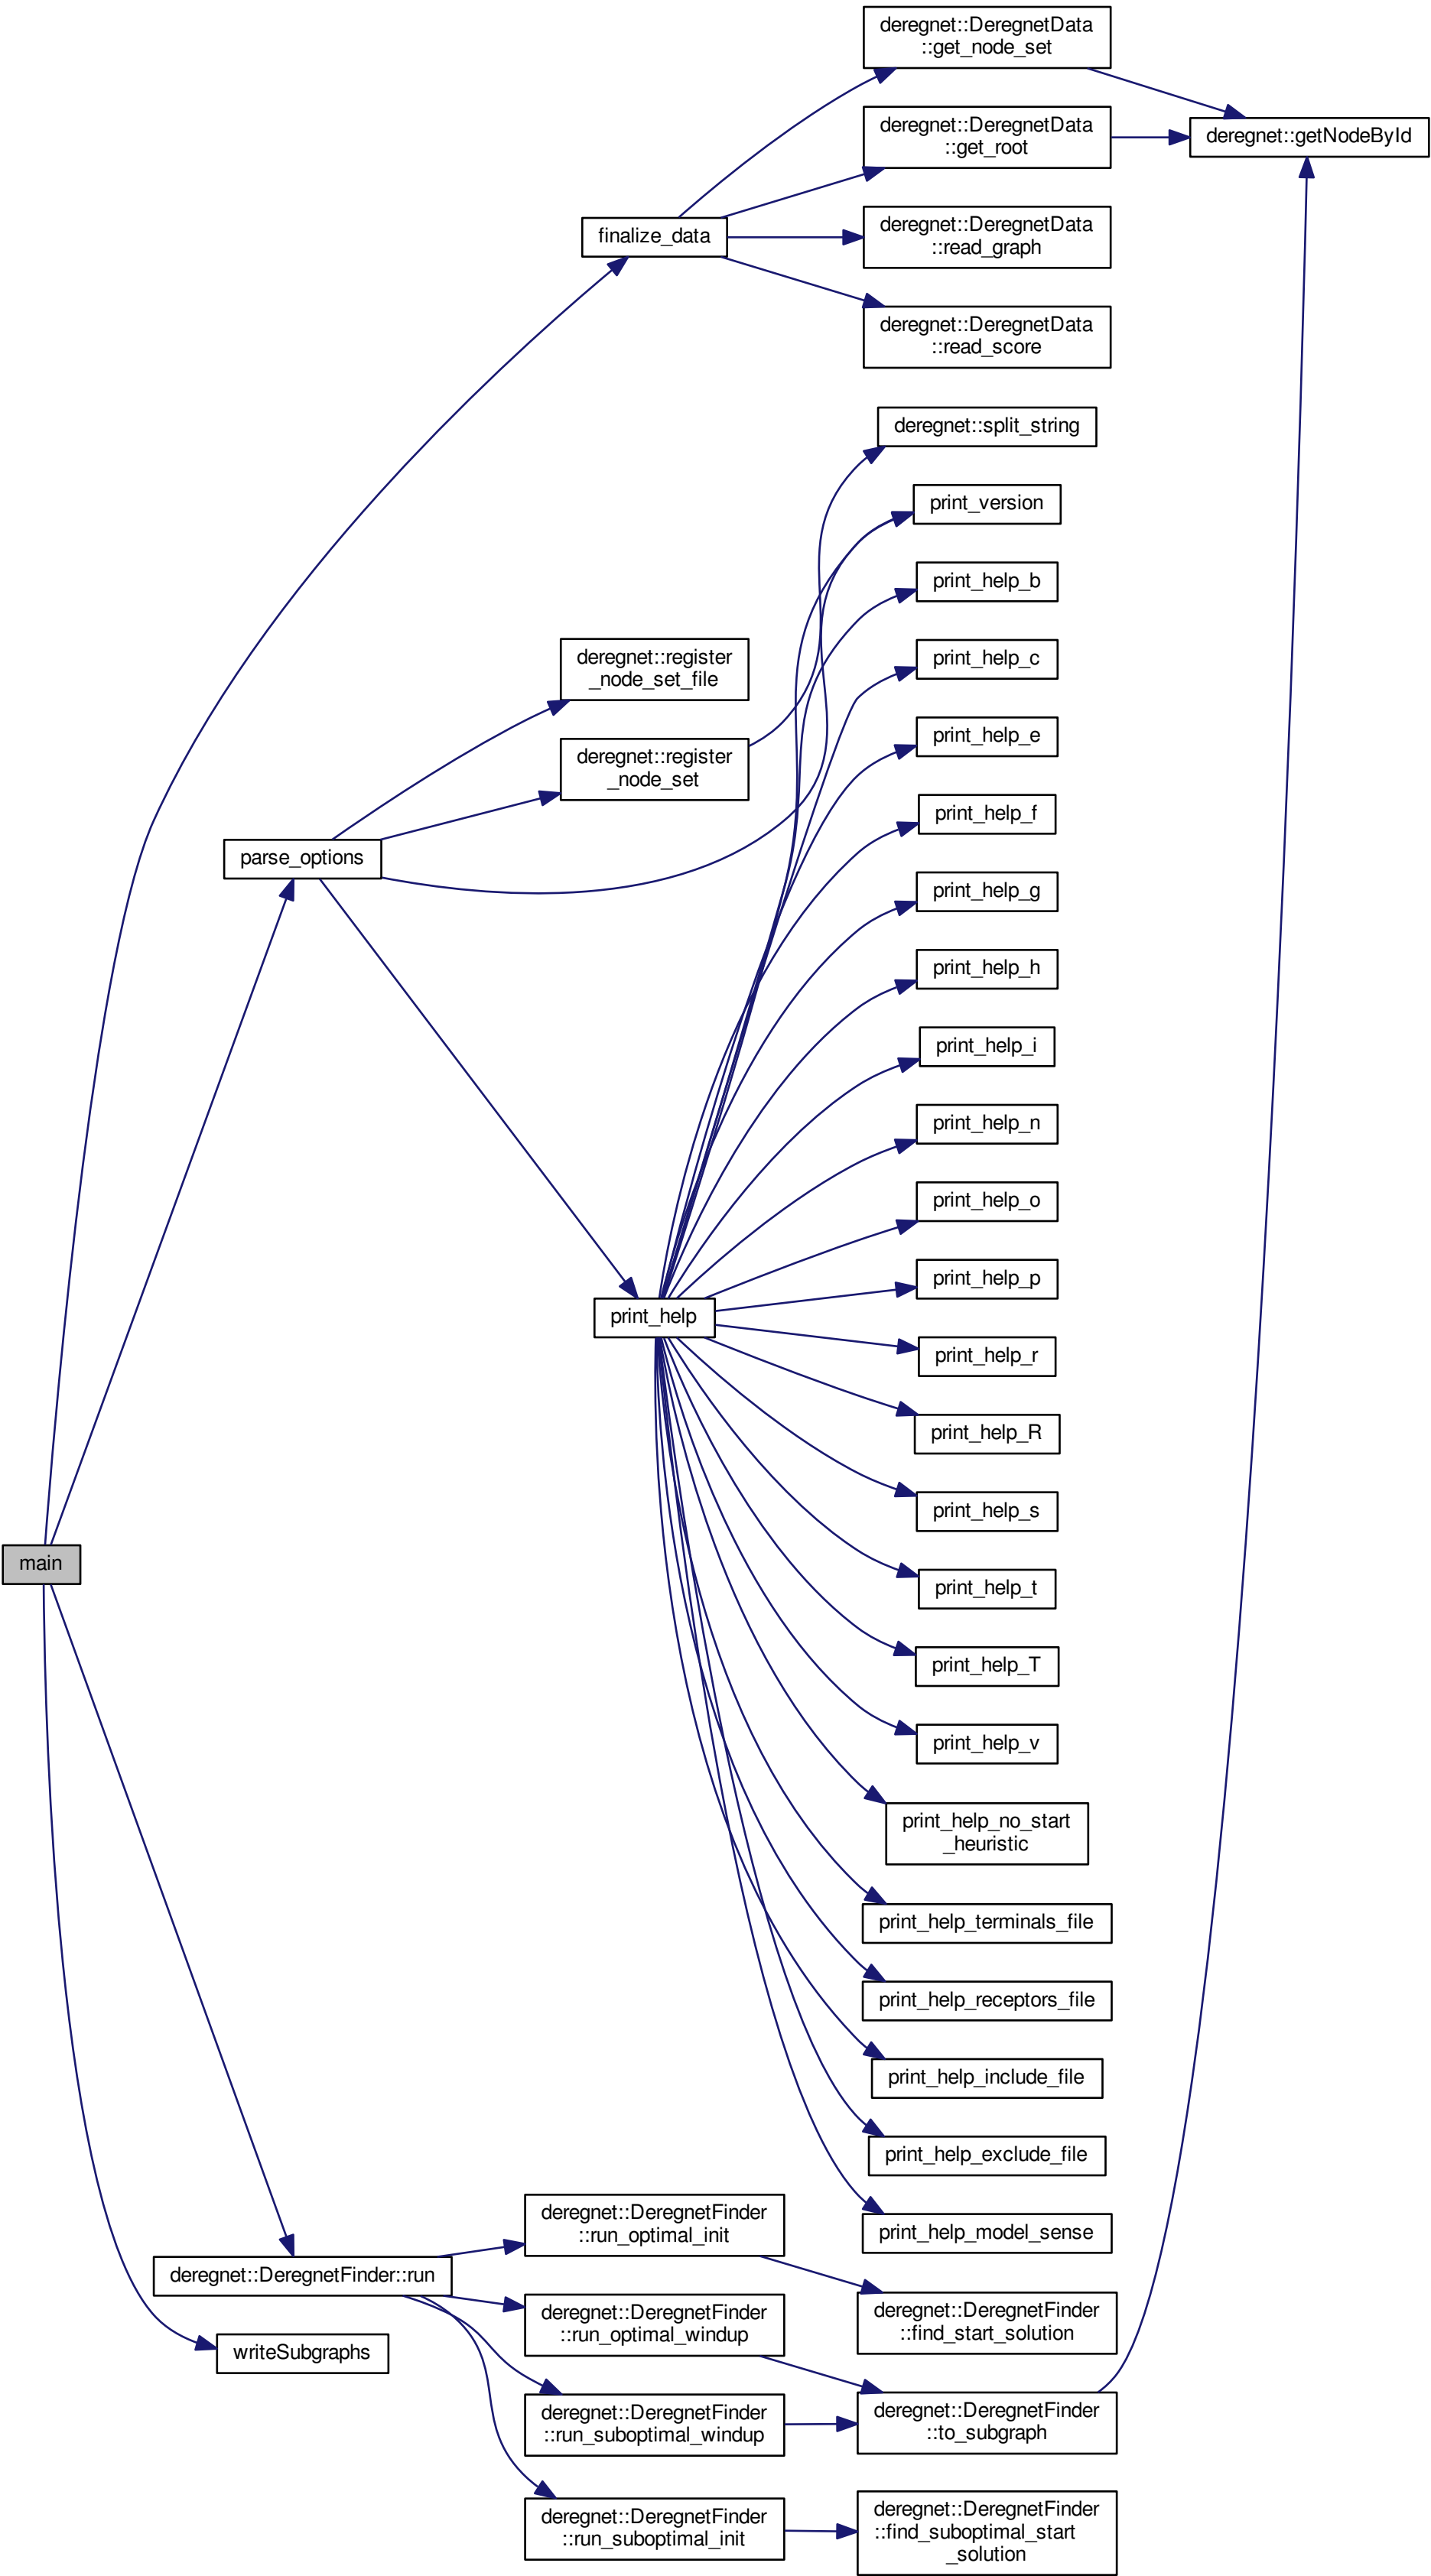 deregnet::DeregnetData
::get_node_set
deregnet::DeregnetData
::get_root
deregnet::getNodeById
finalize_data
deregnet::DeregnetData
::read_graph
deregnet::DeregnetData
::read_score
deregnet::split_string
print_version
print_help_b
deregnet::register
_node_set_file
print_help_c
print_help_e
deregnet::register
_node_set
print_help_f
parse_options
print_help_g
print_help_h
print_help_i
print_help_n
print_help_o
print_help_p
print_help
print_help_r
print_help_R
print_help_s
main
print_help_t
print_help_T
print_help_v
print_help_no_start
_heuristic
print_help_terminals_file
print_help_receptors_file
print_help_include_file
print_help_exclude_file
print_help_model_sense
deregnet::DeregnetFinder
::run_optimal_init
deregnet::DeregnetFinder::run
deregnet::DeregnetFinder
::find_start_solution
deregnet::DeregnetFinder
::run_optimal_windup
writeSubgraphs
deregnet::DeregnetFinder
::to_subgraph
deregnet::DeregnetFinder
::run_suboptimal_windup
deregnet::DeregnetFinder
::run_suboptimal_init
deregnet::DeregnetFinder
::find_suboptimal_start
_solution